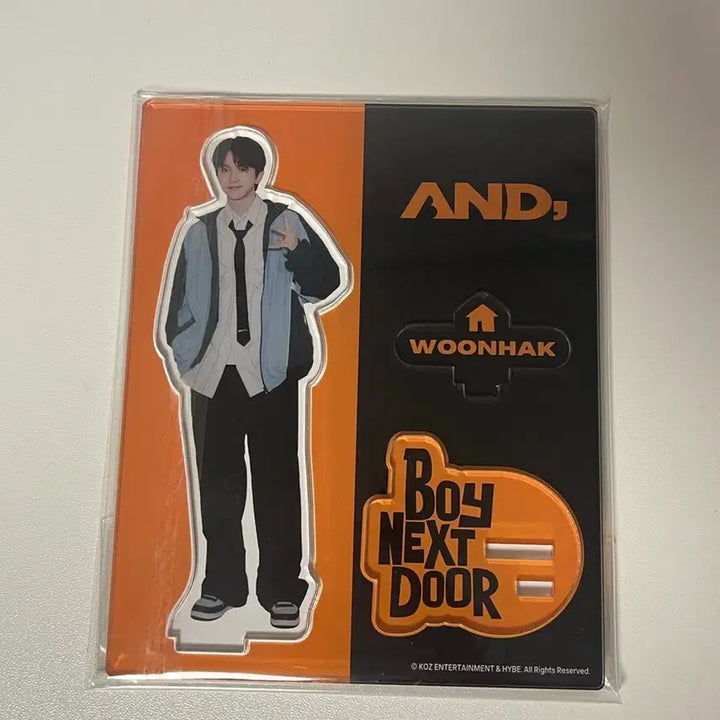 AND,
WOONHAK
BOY
NEXT
DOOR
© KOZ ENTERTAINMENT & HYBE. All Rights Reserved.